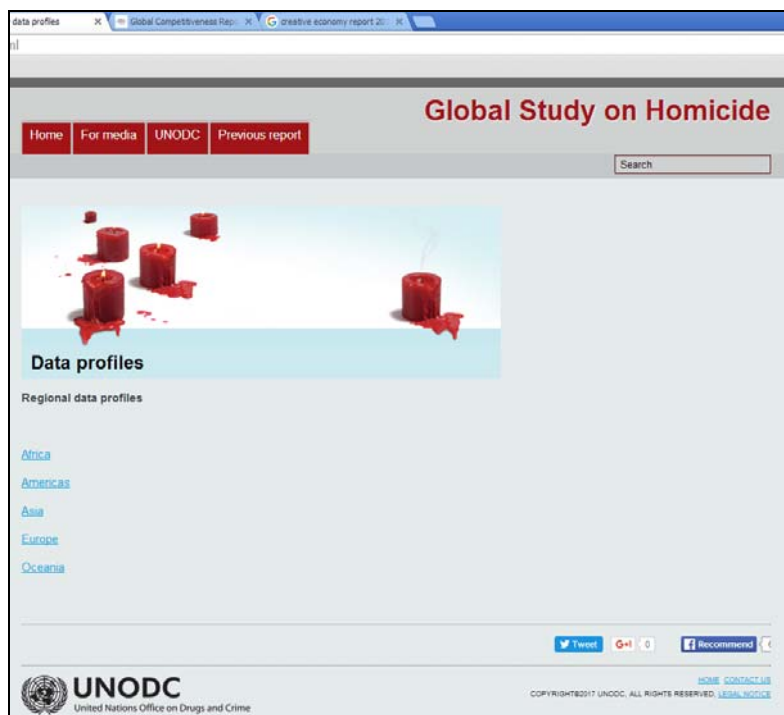 data profiles
Global Competitiveness Rep
creative economy report 20
nl
Global Study on Homicide
Home For media UNODC Previous report
Search
Data profiles
Regional data profiles
Africa
Americas
Asia
Europe
Oceania
Tweet G+1 0 Recommend
HOME CONTACT US
COPYRIGHT©2017 UNODC, ALL RIGHTS RESERVED, LEGAL NOTICE
UNODC
United Nations Office on Drugs and Crime